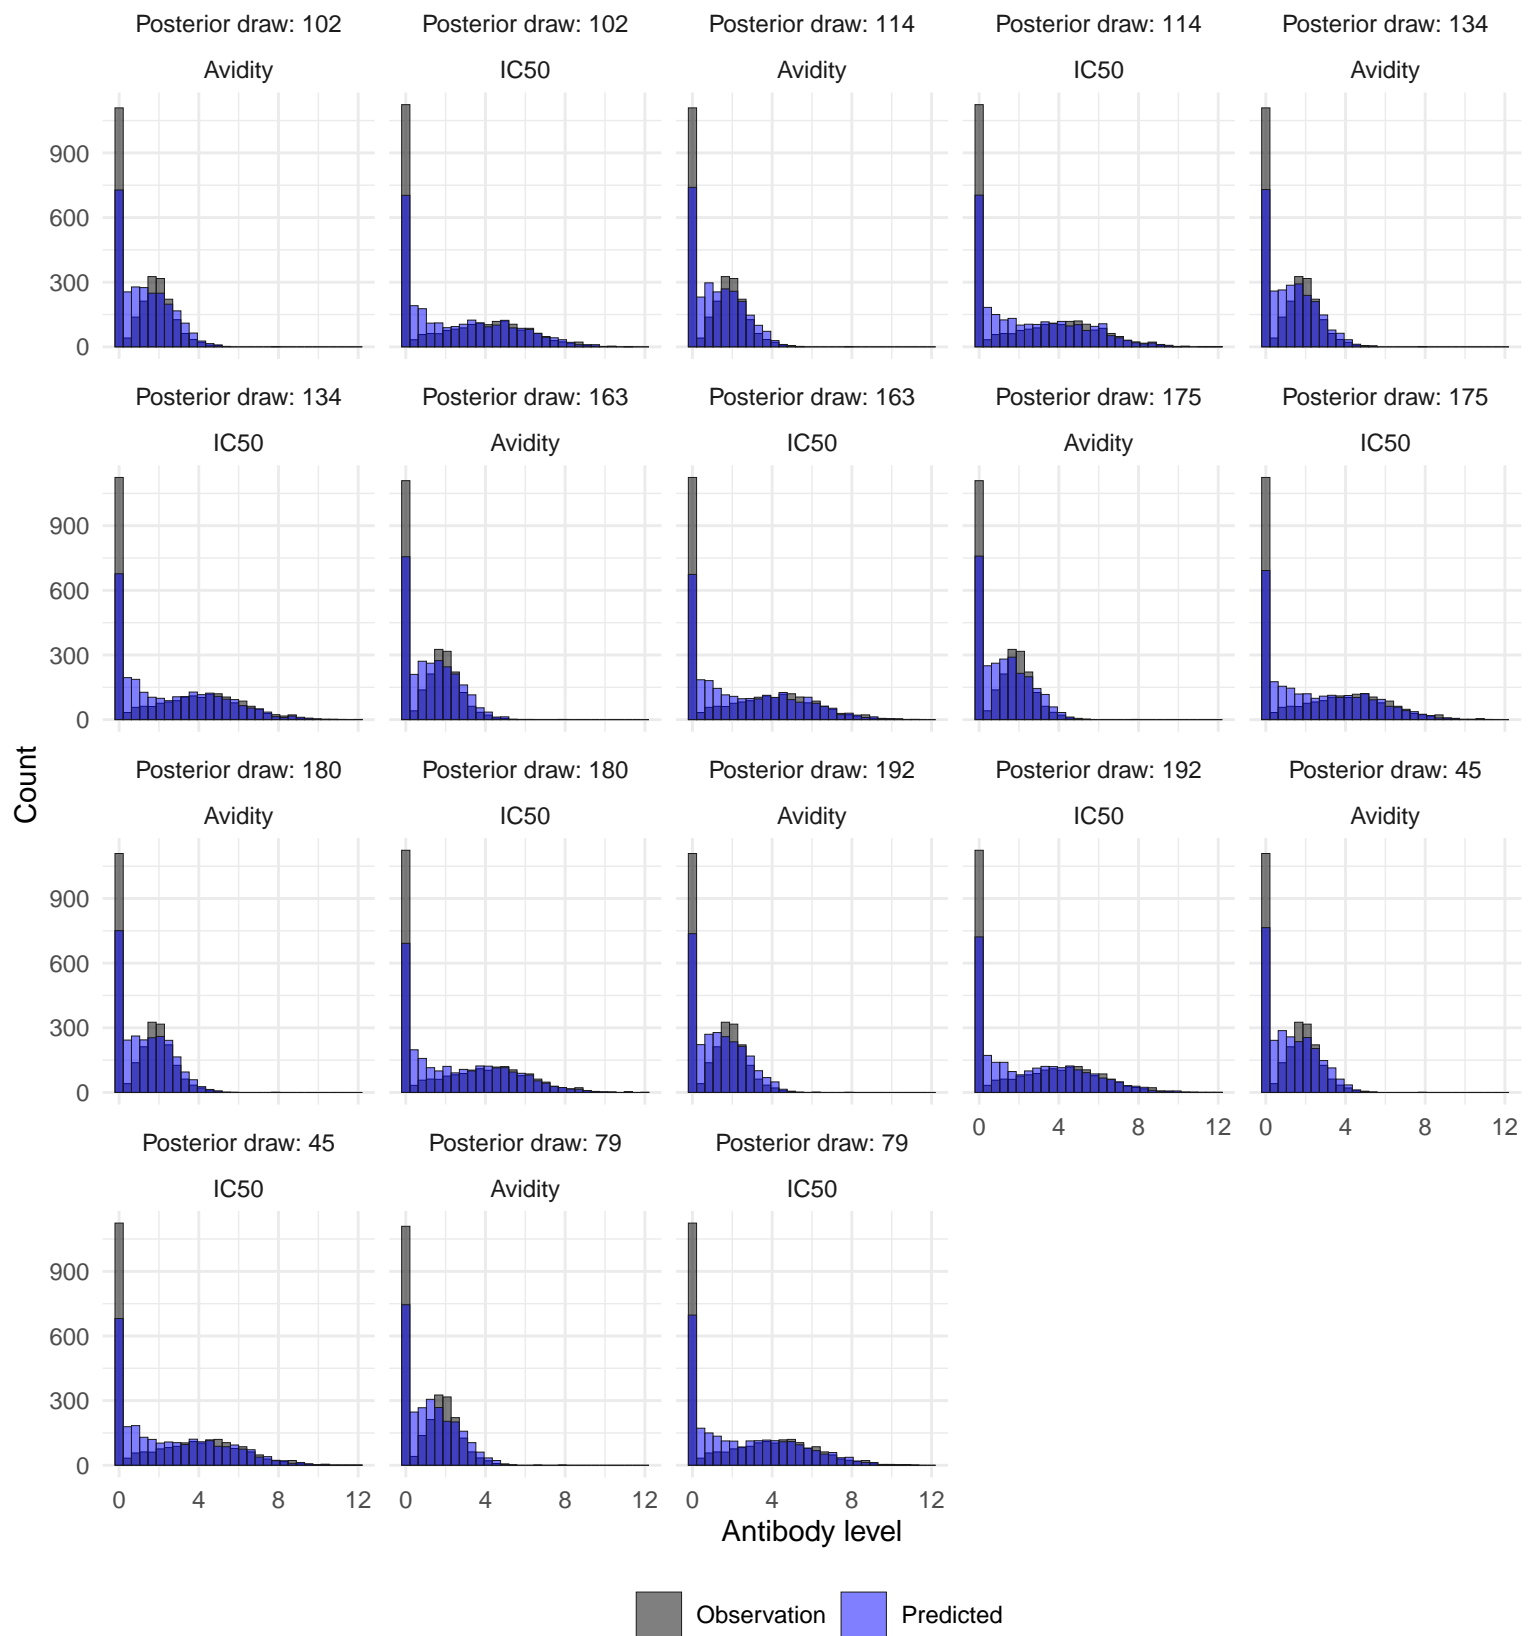 Posterior draw: 102 Posterior draw: 102 Posterior draw: 114 Posterior draw: 114 Posterior draw: 134
Avidity IC50 Avidity IC50 Avidity
900
600
300
0
Posterior draw: 134 Posterior draw: 163 Posterior draw: 163 Posterior draw: 175 Posterior draw: 175
IC50 Avidity IC50 Avidity IC50
900
600
300
0
Count
Posterior draw: 180 Posterior draw: 180 Posterior draw: 192 Posterior draw: 192 Posterior draw: 45
Avidity IC50 Avidity IC50 Avidity
900
600
300
0
0 4 8 12 0 4 8 12
Posterior draw: 45 Posterior draw: 79 Posterior draw: 79
IC50 Avidity IC50
900
600
300
0
0 4 8 12 0 4 8 12 0 4 8 12
Antibody level
Observation Predicted